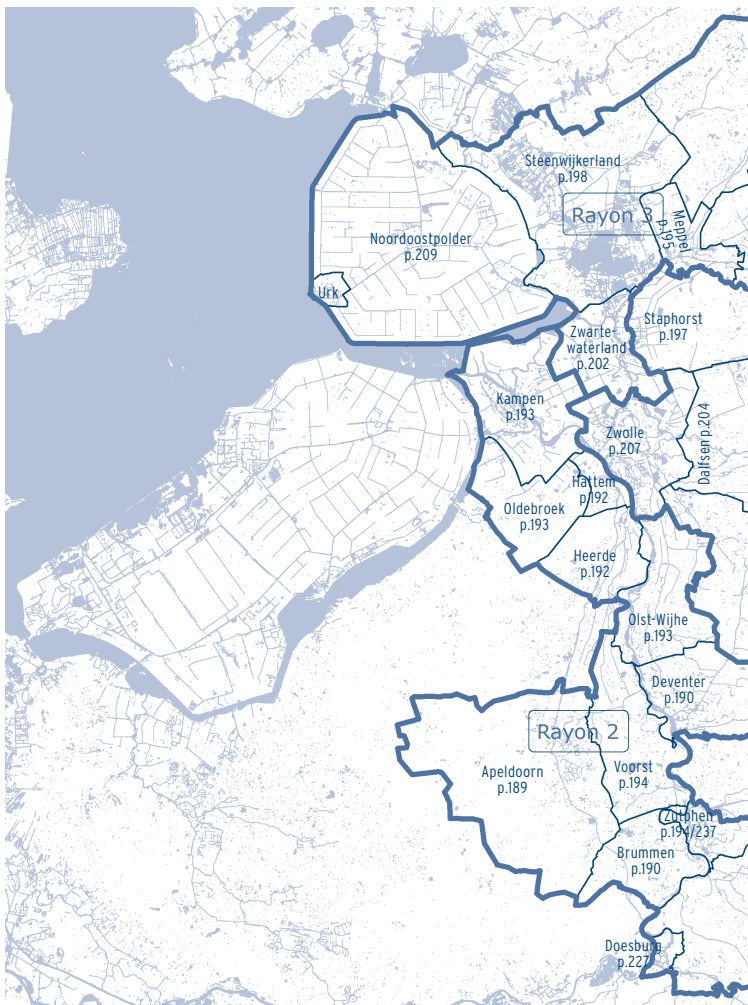 Steenwijkerland
p.198
Rayon 3
Meppel
p.195
Noordoostpolder
p.209
Urk
Staphorst
p.197
Zwarte-
waterland
p.202
Kampen
p.193
Dalfsen p.204
Zwolle
p.207
Hattem
p.192
Oldebroek
p.193
Heerde
p.192
Olst-Wijhe
p.193
Deventer
p.190
Rayon 2
Apeldoorn
p.189
Voorst
p.194
Zutphen
p.194/237
Brummen
p.190
Doesburg
p.227